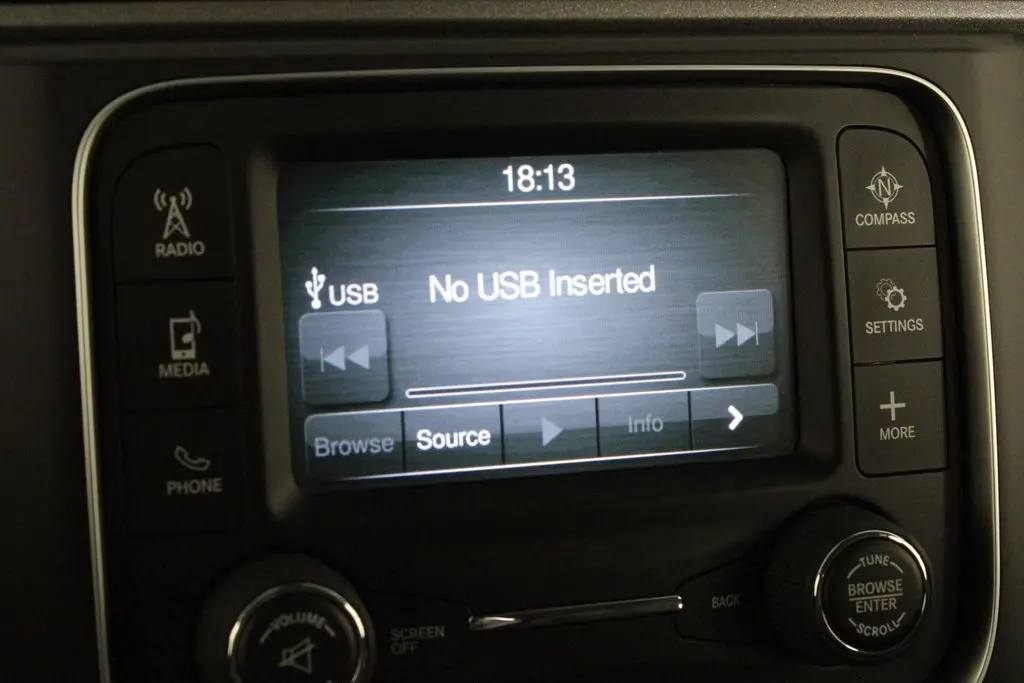 18:13
USB
No USB Inserted
Browse
Source
Info
RADIO
MEDIA
PHONE
N
COMPASS
SETTINGS
MORE
VOLUME
SCREEN
OFF
BACK
TUNE
BROWSE
ENTER
SCROLL